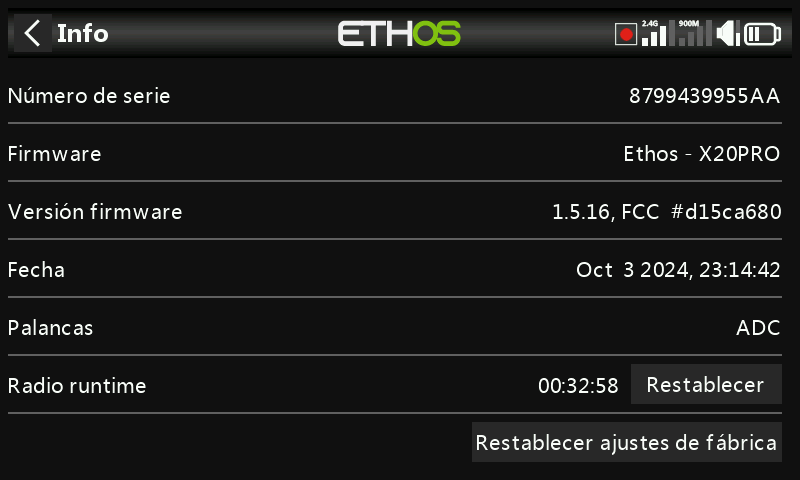 Info
ETHOS
2.4G
900M
Número de serie 8799439955AA
Firmware Ethos - X20PRO
Versión firmware 1.5.16, FCC #d15ca680
Fecha Oct 3 2024, 23:14:42
Palancas ADC
Radio runtime 00:32:58 Restablecer
Restablecer ajustes de fábrica